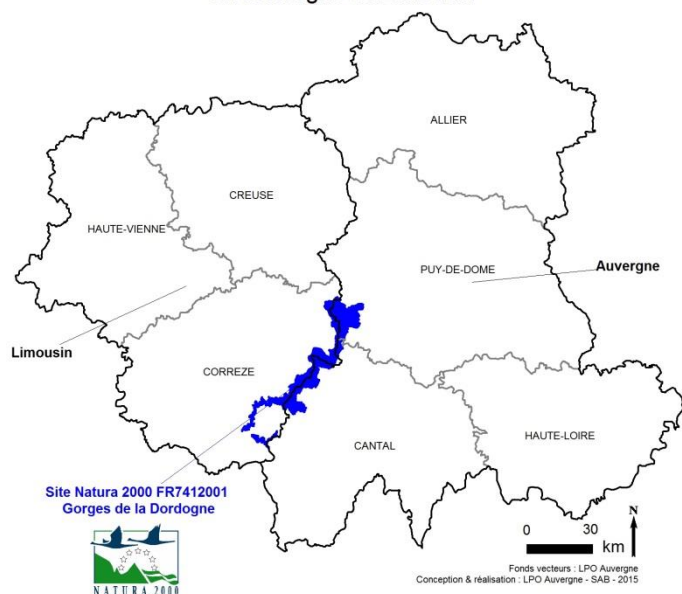 ALLIER
CREUSE
HAUTE-VIENNE
PUY-DE-DOME
Auvergne
Limousin
CORREZE
CANTAL
HAUTE-LOIRE
Site Natura 2000 FR7412001
Gorges de la Dordogne
NATURA 2000
0 30
km
N
Fonds vecteurs : LPO Auvergne
Conception & réalisation : LPO Auvergne - SAB - 2015